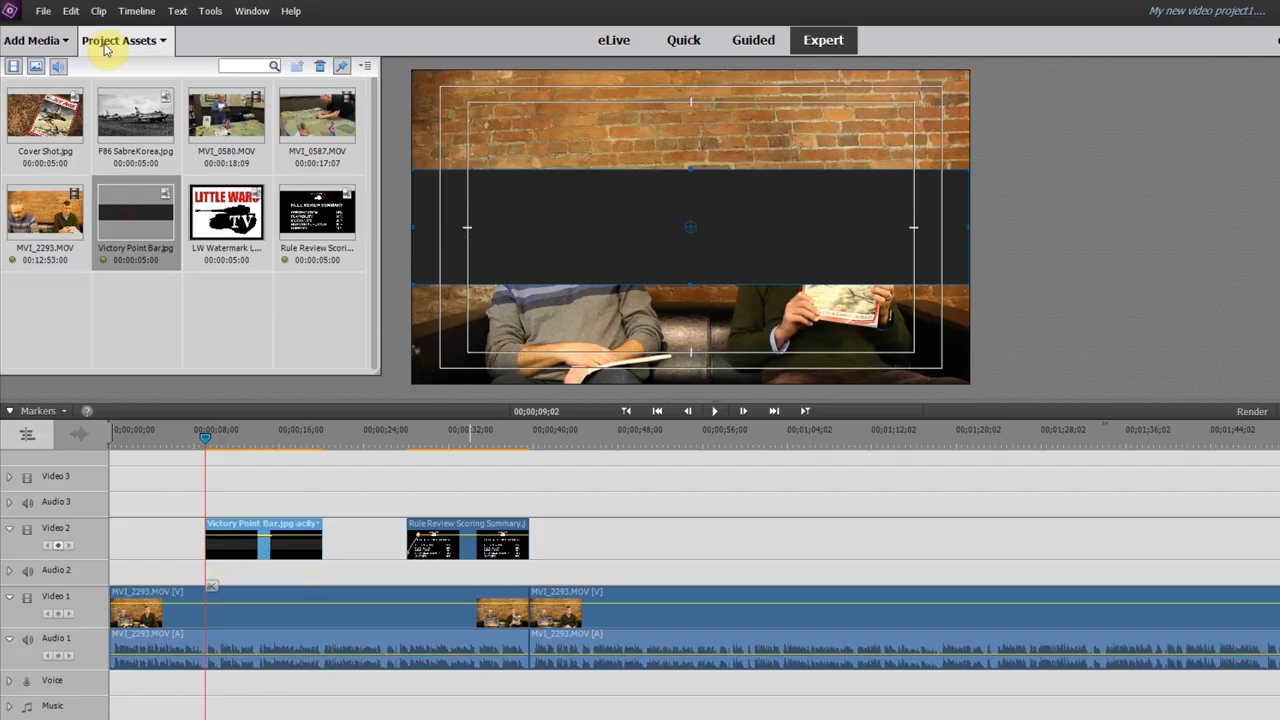 File Edit Clip Timeline Text Tools Window Help
My new video project1....
Add Media Project Assets
eLive Quick Guided Expert
Cover Shot.jpg F86 SabreKorea.jpg MVI_0580.MOV MVI_0587.MOV
00:00:05:00 00:00:05:00 00:00:18:09 00:00:17:07
LITTLE WARS
TV
RULE REVIEW SUMMARY
MVI_2293.MOV Victory Point Bar.jpg LW Watermark L... Rule Review Scori...
00:12:53:00 00:00:05:00 00:00:05:00 00:00:05:00
Markers
00;00;09;02
Render
00;00;00;00 00;00;08;00 00;00;16;00 00;00;24;00 00;00;32;00 00;00;40;00 00;00;48;00 00;00;56;00 00;01;04;02 00;01;12;02 00;01;20;02 00;01;28;02 00;01;36;02 00;01;44;02
Video 3
Audio 3
Video 2
Victory Point Bar.jpg acity
Rule Review Scoring Summary.j
Audio 2
Video 1
MVI_2293.MOV [V] MVI_2293.MOV [V]
Audio 1
MVI_2293.MOV [A] MVI_2293.MOV [A]
Voice
Music